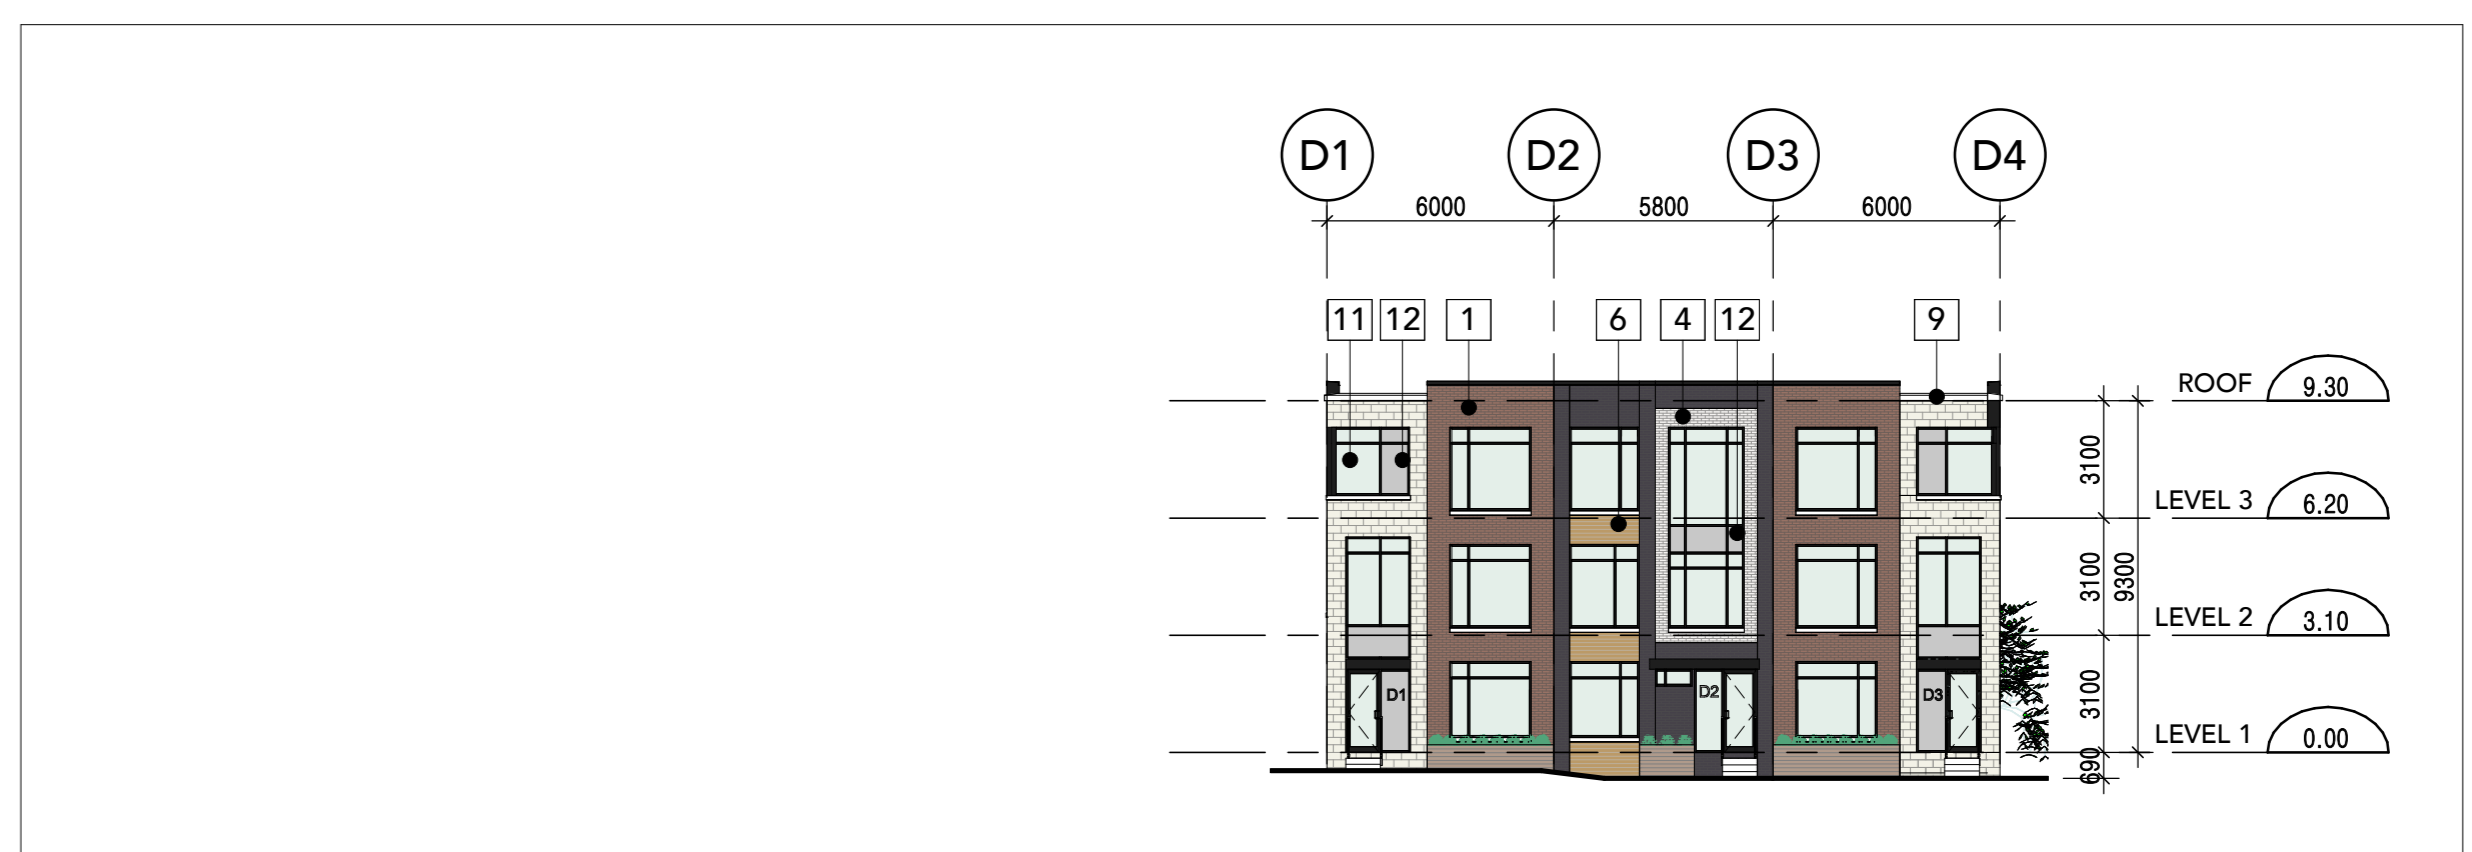 D1 D2 D3 D4
6000 5800 6000
11 12 1 6 4 12 9
ROOF 9.30
3100
LEVEL 3 6.20
3100 9300
LEVEL 2 3.10
D1 D2 D3
3100
LEVEL 1 0.00
690